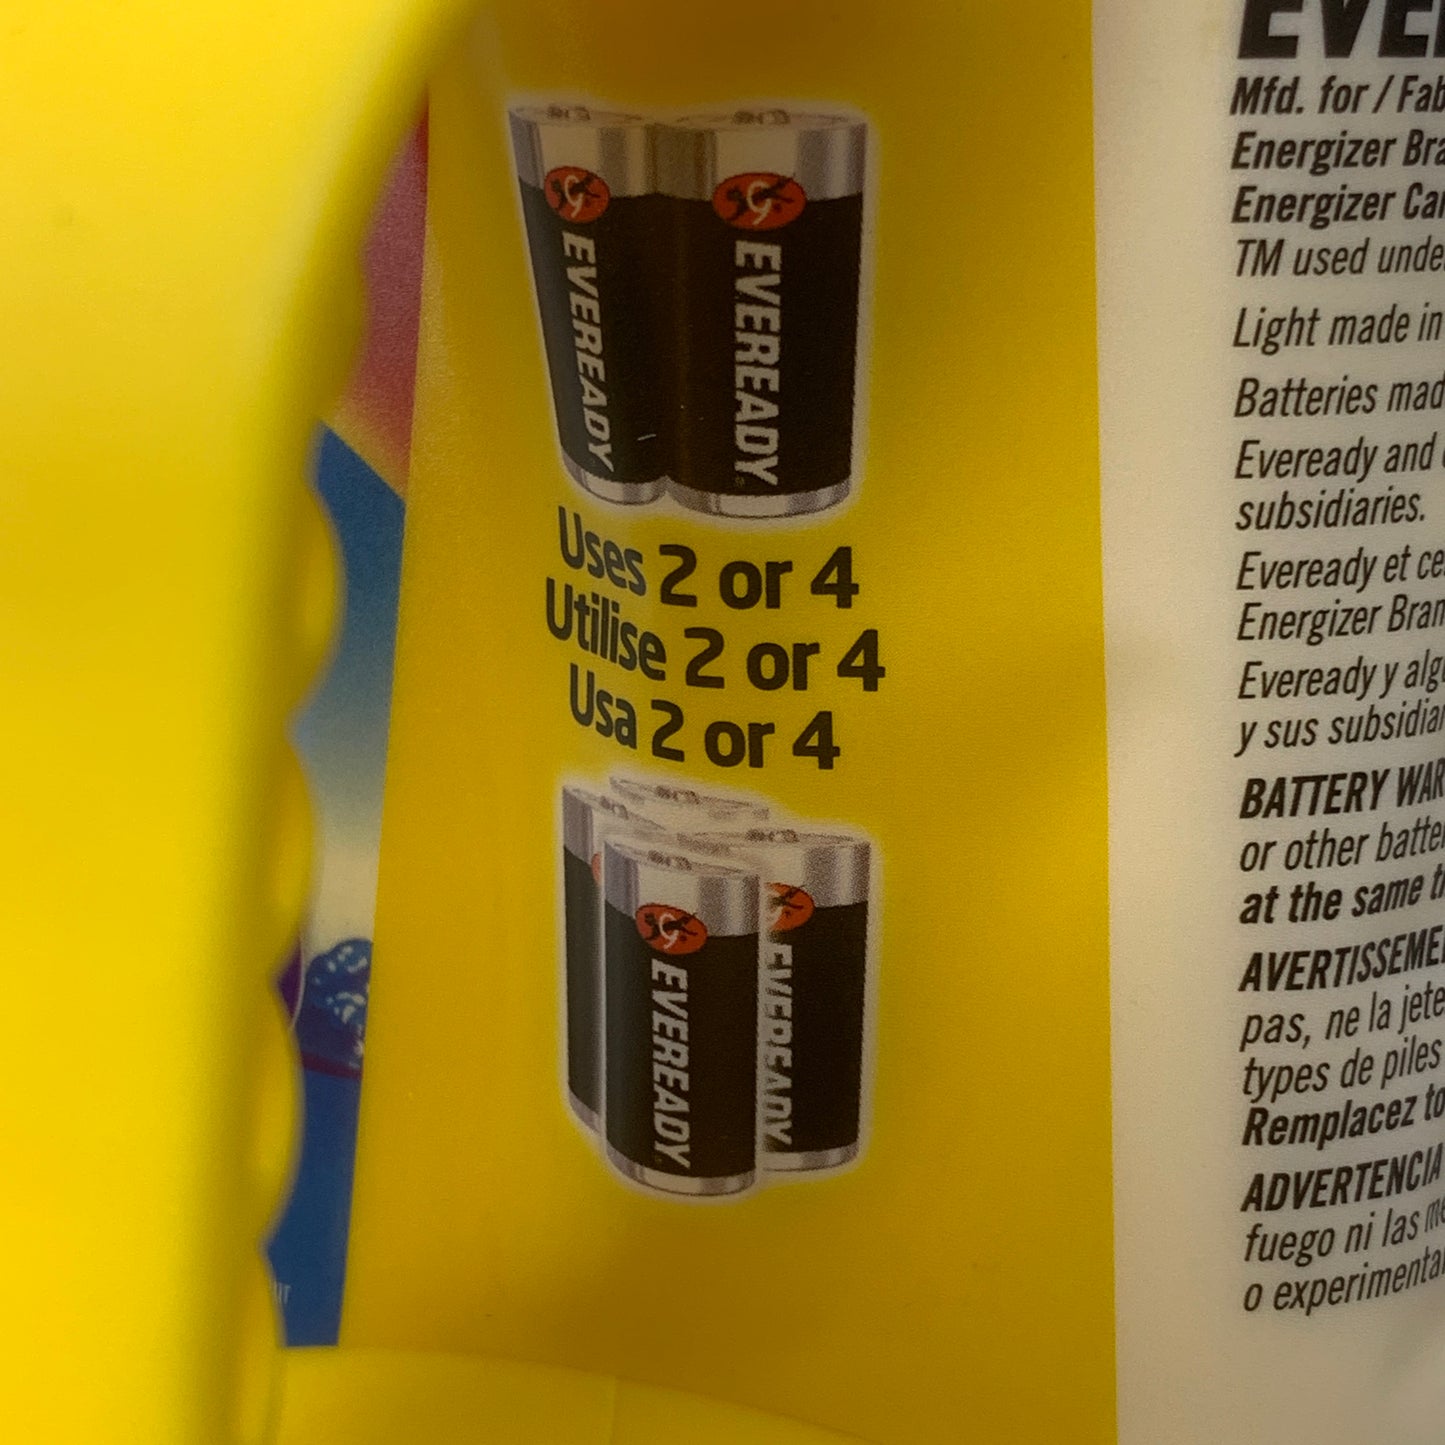 EVEREADY
EVEREADY
Uses 2 or 4
Utilise 2 or 4
Usa 2 or 4
EVEREADY
EVEREADY
Mfd. for / Fab
Energizer Bra
Energizer Car
TM used unde
Light made in
Batteries mad
Eveready and
subsidiaries.
Eveready et ce
Energizer Bran
Eveready y algu
y sus subsidiar
BATTERY WAR
or other batte
at the same
AVERTISSEME
pas, ne la jete
types de piles
Remplacez to
ADVERTENCIA
fuego ni las me
o experimenta